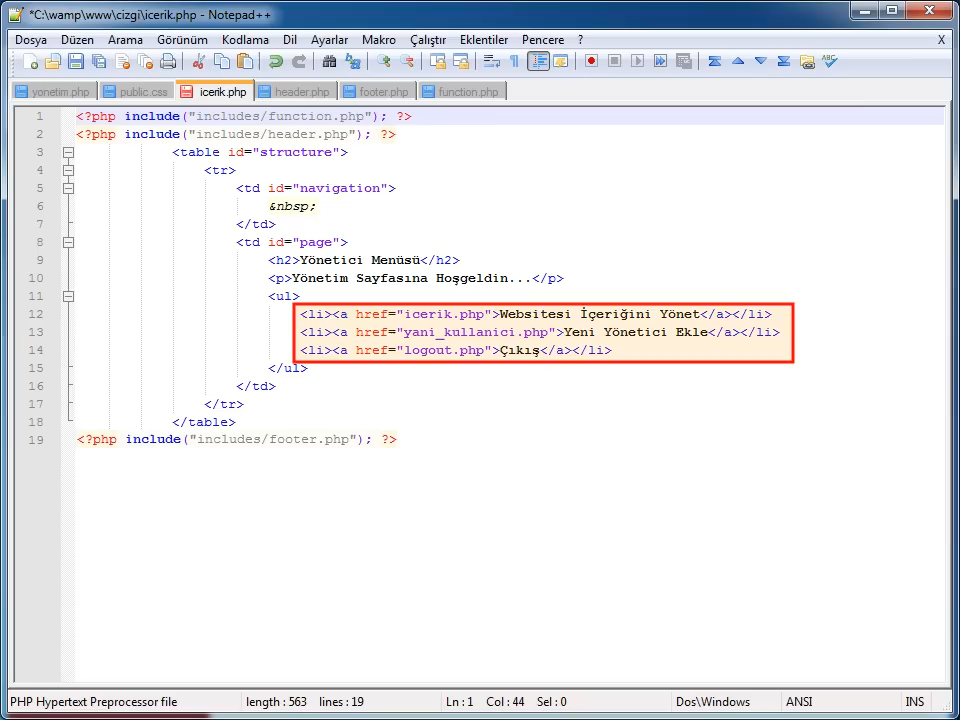 *C:\wamp\www\cizgi\icerik.php - Notepad++
Dosya Düzen Arama Görünüm Kodlama Dil Ayarlar Makro Çalıştır Eklentiler Pencere ? X
yonetim.php public.css icerik.php header.php footer.php function.php
1 <?php include("includes/function.php"); ?>
2 <?php include("includes/header.php"); ?>
3 <table id="structure">
4 <tr>
5 <td id="navigation">
6 &nbsp;
7 </td>
8 <td id="page">
9 <h2>Yönetici Menüsü</h2>
10 <p>Yönetim Sayfasına Hoşgeldin...</p>
11 <ul>
12 <li><a href="icerik.php">Websitesi İçeriğini Yönet</a></li>
13 <li><a href="yani_kullanici.php">Yeni Yönetici Ekle</a></li>
14 <li><a href="logout.php">Çıkış</a></li>
15 </ul>
16 </td>
17 </tr>
18 </table>
19 <?php include("includes/footer.php"); ?>
PHP Hypertext Preprocessor file length : 563 lines : 19 Ln : 1 Col : 44 Sel : 0 Dos\Windows ANSI INS